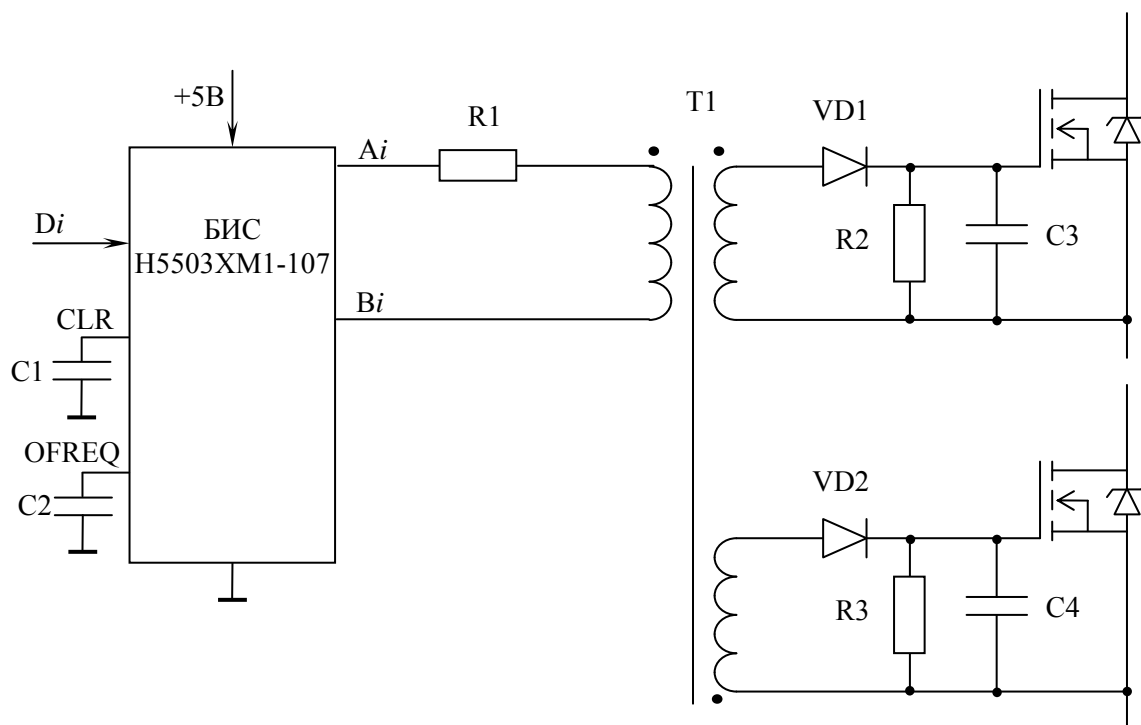 +5В
R1
T1
VD1
Ai
Di
БИС
Н5503ХМ1-107
R2
C3
Bi
CLR
C1
OFREQ
C2
VD2
R3
C4